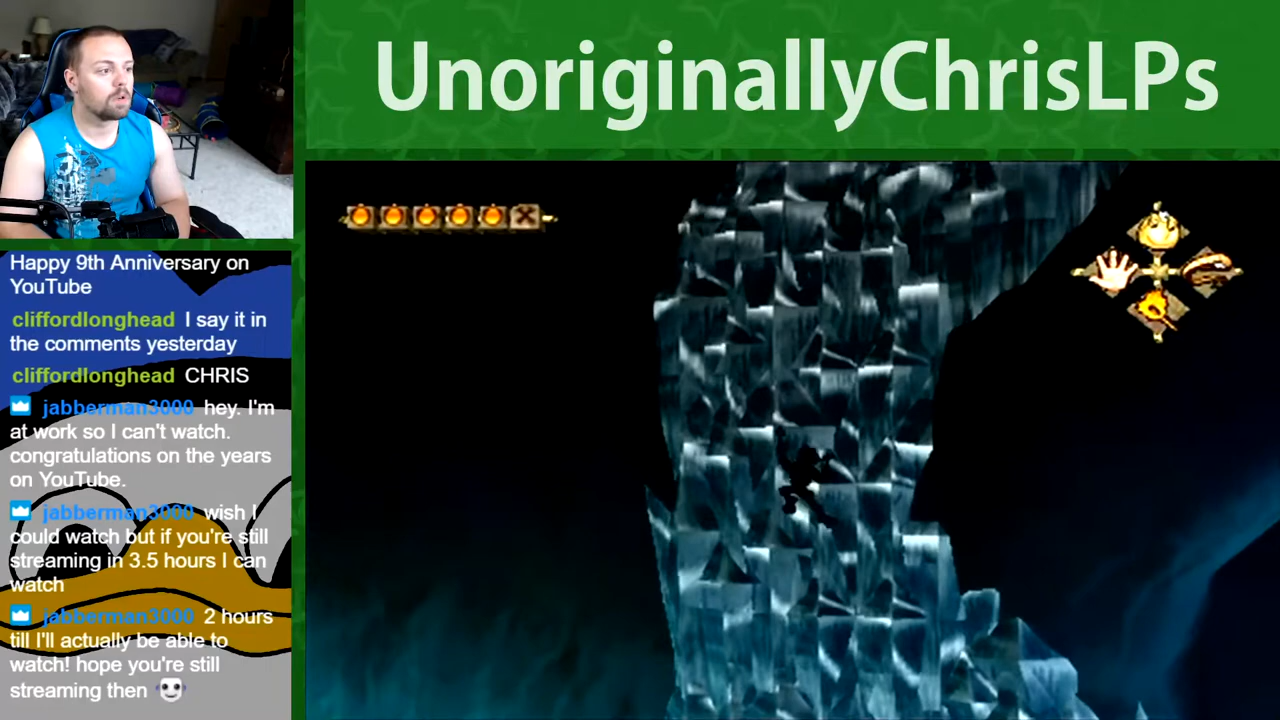 UnoriginallyChrisLPs
Happy 9th Anniversary on
YouTube
cliffordlonghead I say it in
the comments yesterday
cliffordlonghead CHRIS
jabberman3000 hey. I'm
at work so I can't watch.
congratulations on the years
on YouTube.
jabberman3000 wish I
could watch but if you're still
streaming in 3.5 hours I can
watch
jabberman3000 2 hours
till I'll actually be able to
watch! hope you're still
streaming then